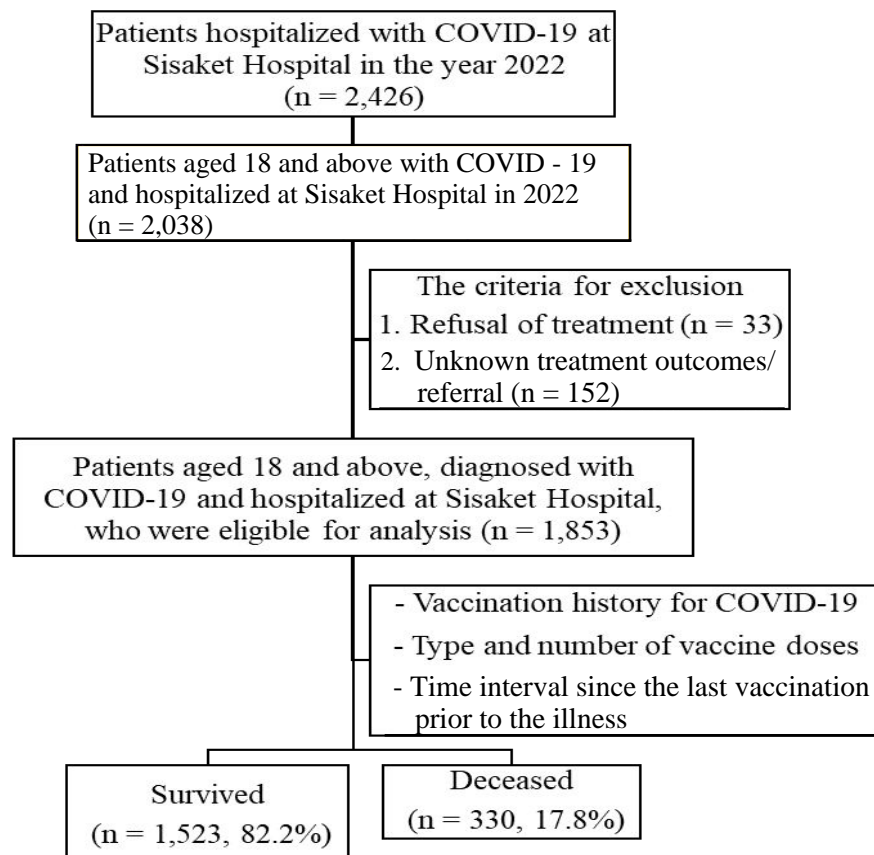 Patients hospitalized with COVID-19 at
Sisaket Hospital in the year 2022
(n = 2,426)
Patients aged 18 and above with COVID - 19
and hospitalized at Sisaket Hospital in 2022
(n = 2,038)
The criteria for exclusion
1. Refusal of treatment (n = 33)
2. Unknown treatment outcomes/
referral (n = 152)
Patients aged 18 and above, diagnosed with
COVID-19 and hospitalized at Sisaket Hospital,
who were eligible for analysis (n = 1,853)
- Vaccination history for COVID-19
- Type and number of vaccine doses
- Time interval since the last vaccination
prior to the illness
Survived
(n = 1,523, 82.2%)
Deceased
(n = 330, 17.8%)